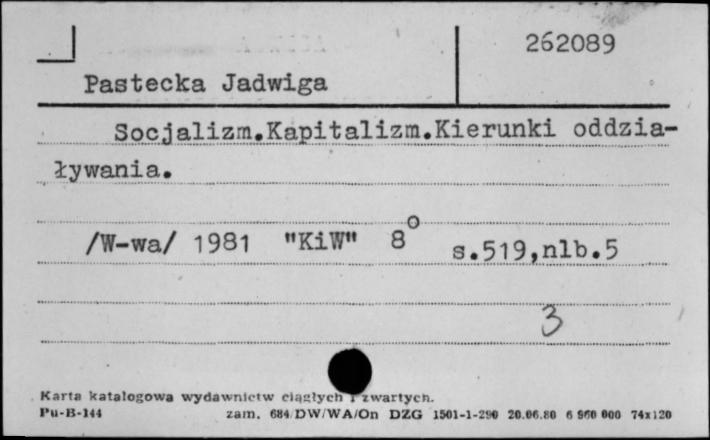 262089
Pastecka Jadwiga
Socjalizm.Kapitalizm.Kierunki oddzia-
ływania.
/W-wa/ 1981 "KiW" 8° s.519,nlb.5
3
Karta katalogowa wydawnictw ciągłych i zwartych.
Pu-B-144 zam. 684/DW/WA/On DZG 1501-1-290 20.06.80 6 960 000 74x120